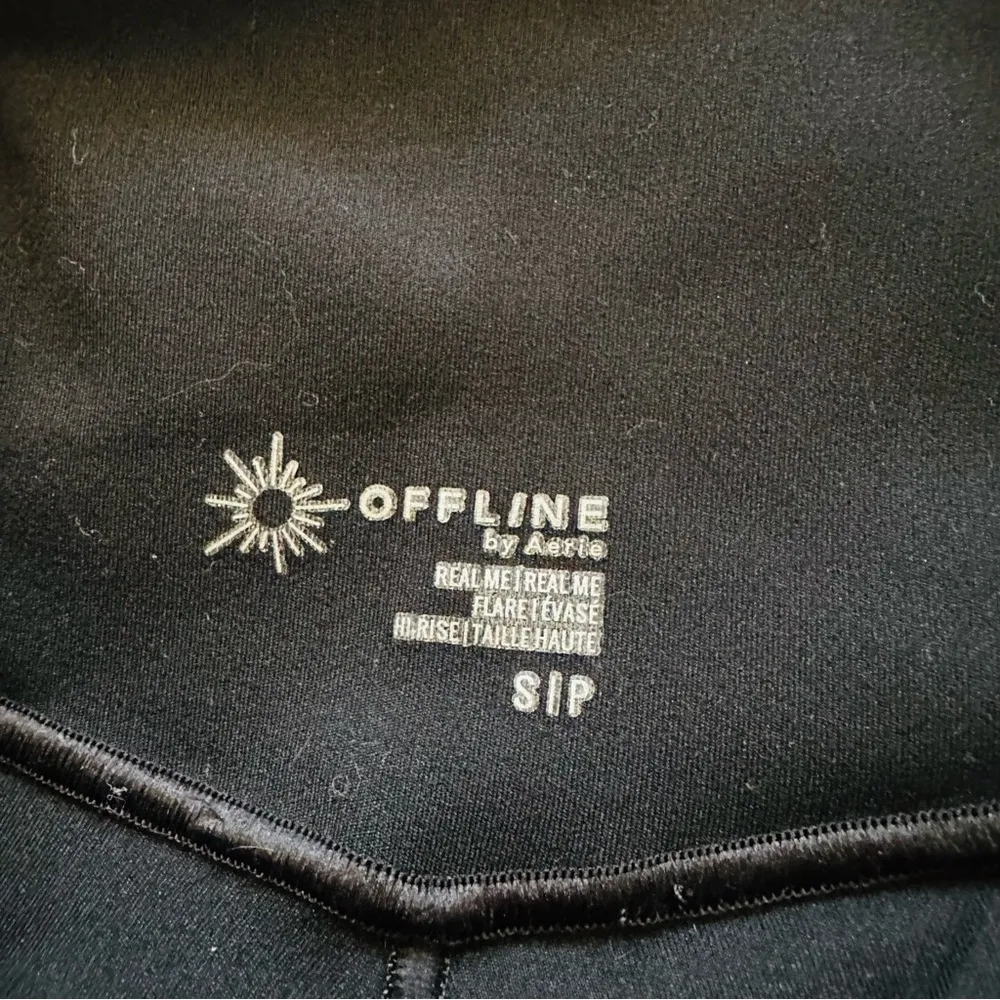 OFFLINE
by Aerie
REAL ME | REAL ME
FLARE | ÉVASÉ
HI-RISE | TAILLE HAUTE
S | P